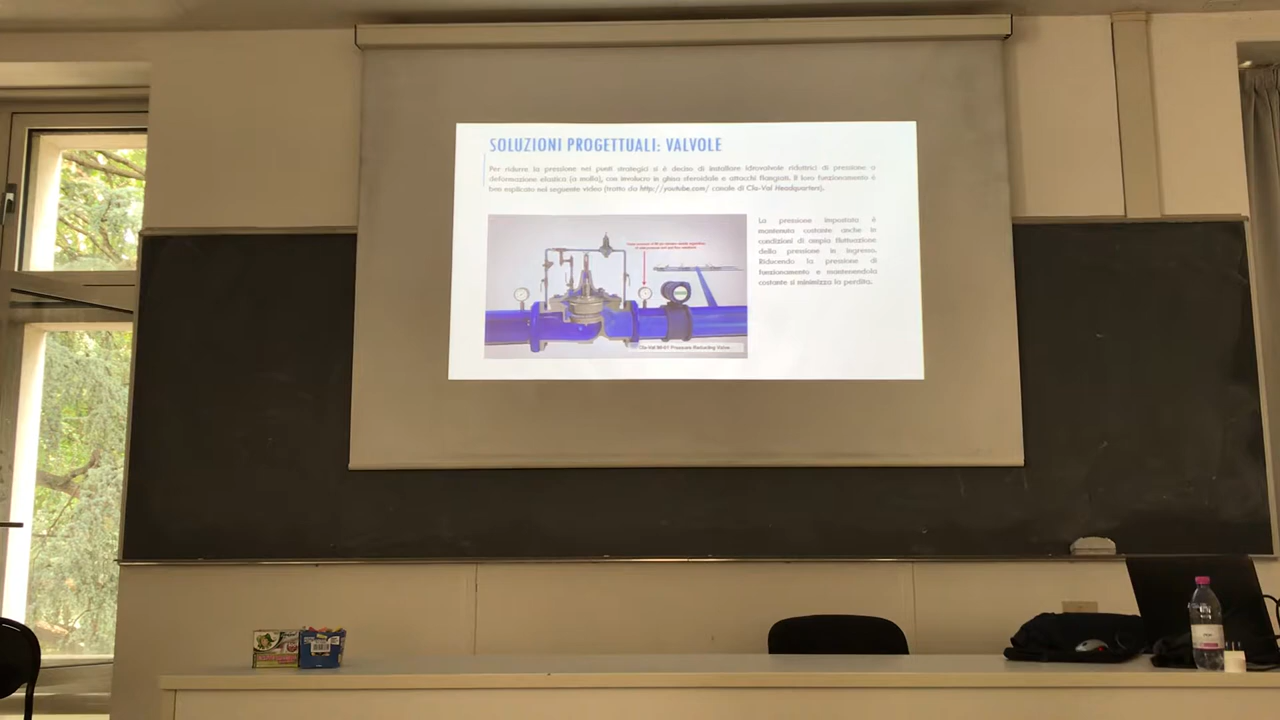 SOLUZIONI PROGETTUALI: VALVOLE
Per ridurre la pressione nei punti strategici si è deciso di installare idrovalvole riduttrici di pressione a
deformazione elastica (a molla), con involucro in ghisa sferoidale e attacchi flangiati. Il loro funzionamento è
ben esplicato nel seguente video (tratto da http://youtube.com/ canale di Cla-Val Headquarters).
La pressione impostata è
mantenuta costante anche in
condizioni di ampia fluttuazione
della pressione in ingresso.
Riducendo la pressione di
funzionamento e mantenendola
costante si minimizza la perdita.
Cla-Val 90-01 Pressure Reducing Valve